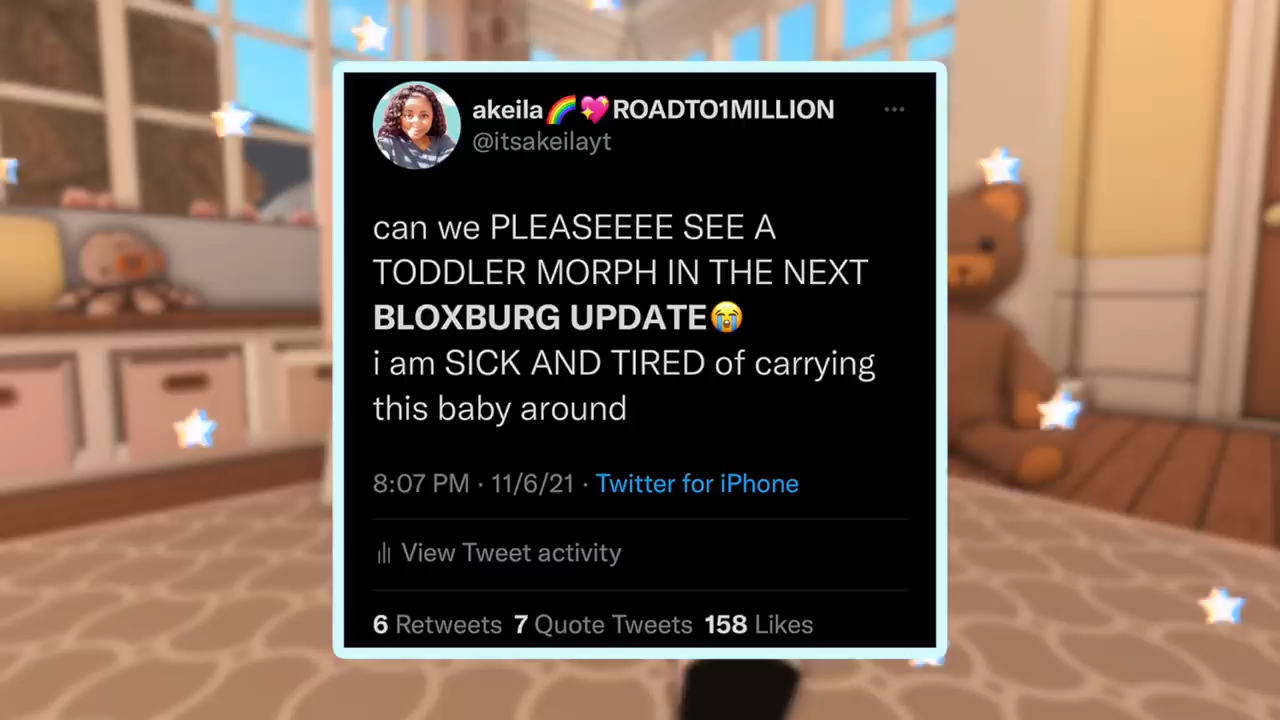 akeila🌈💖ROADTO1MILLION
@itsakeilayt
can we PLEASEEEE SEE A
TODDLER MORPH IN THE NEXT
BLOXBURG UPDATE😭
i am SICK AND TIRED of carrying
this baby around
8:07 PM · 11/6/21 · Twitter for iPhone
View Tweet activity
6 Retweets 7 Quote Tweets 158 Likes